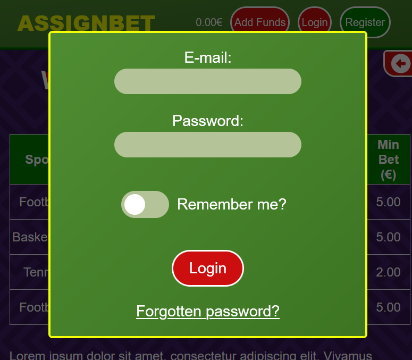 ASSIGNBET
0.00€ Add Funds Login Register
E-mail:
Password:
Min
Bet
(€)
Footb 5.00
Baske 5.00
Tenn 2.00
Footb 5.00
Remember me?
Login
Forgotten password?
Lorem ipsum dolor sit amet, consectetur adipiscing elit. Vivamus